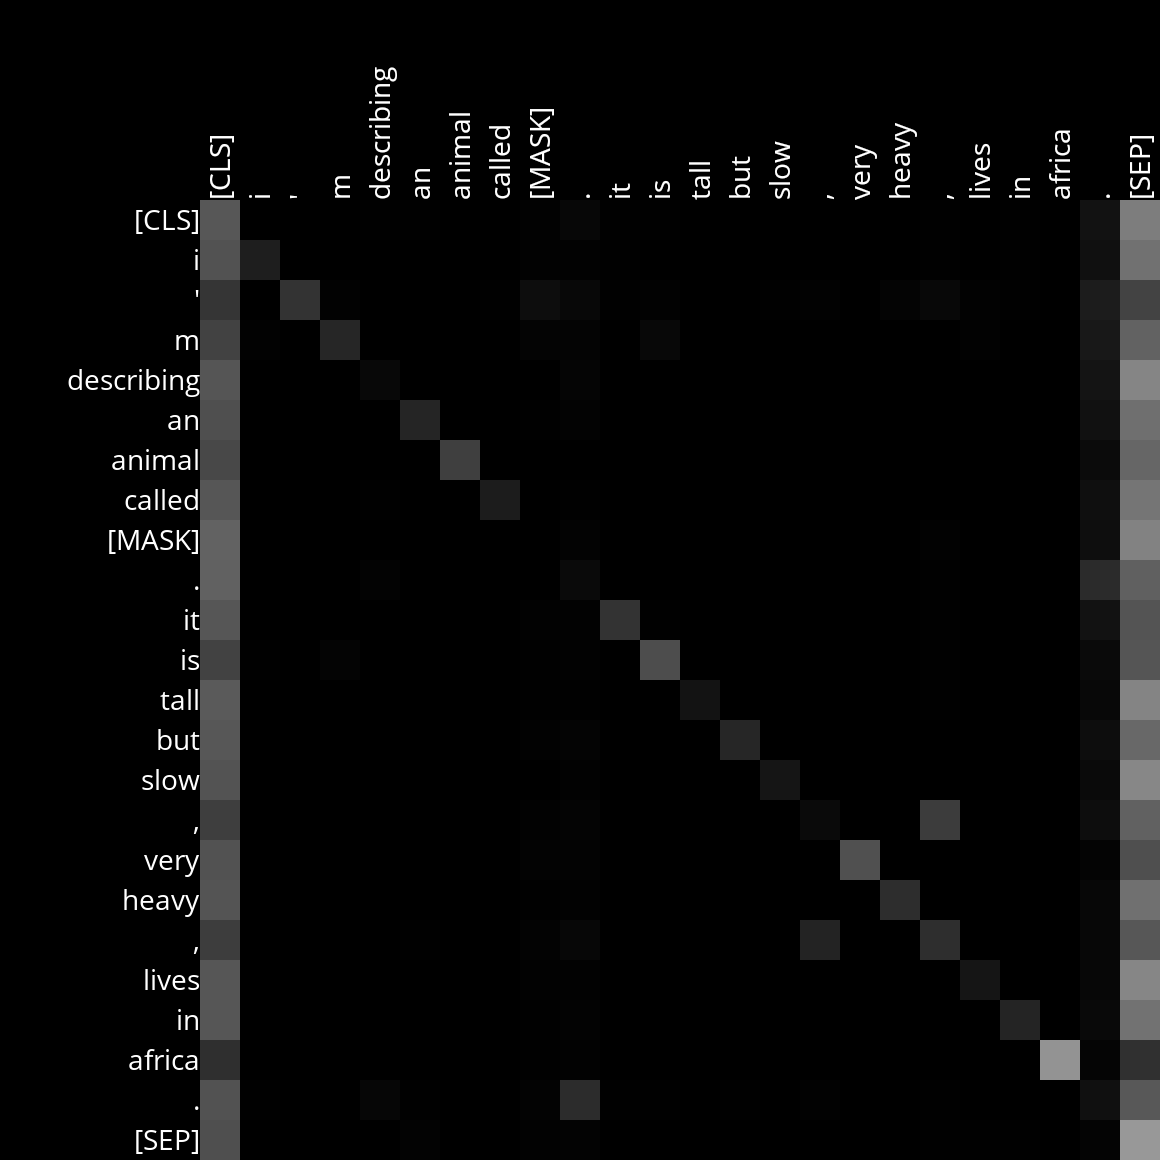 [CLS] i ' m describing an animal called [MASK] . it is tall but slow , very heavy , lives in africa . [SEP]
[CLS]
i
'
m
describing
an
animal
called
[MASK]
.
it
is
tall
but
slow
,
very
heavy
,
lives
in
africa
.
[SEP]